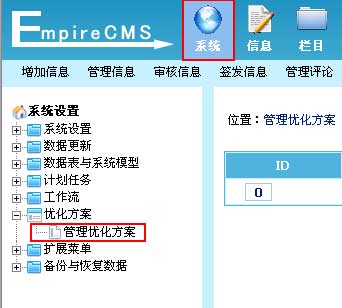 EmpireCMS
系统 信息 栏目
增加信息 管理信息 审核信息 签发信息 管理评论
系统设置
系统设置
数据更新
数据表与系统模型
计划任务
工作流
优化方案
管理优化方案
扩展菜单
备份与恢复数据
位置：管理优化方案
ID
0